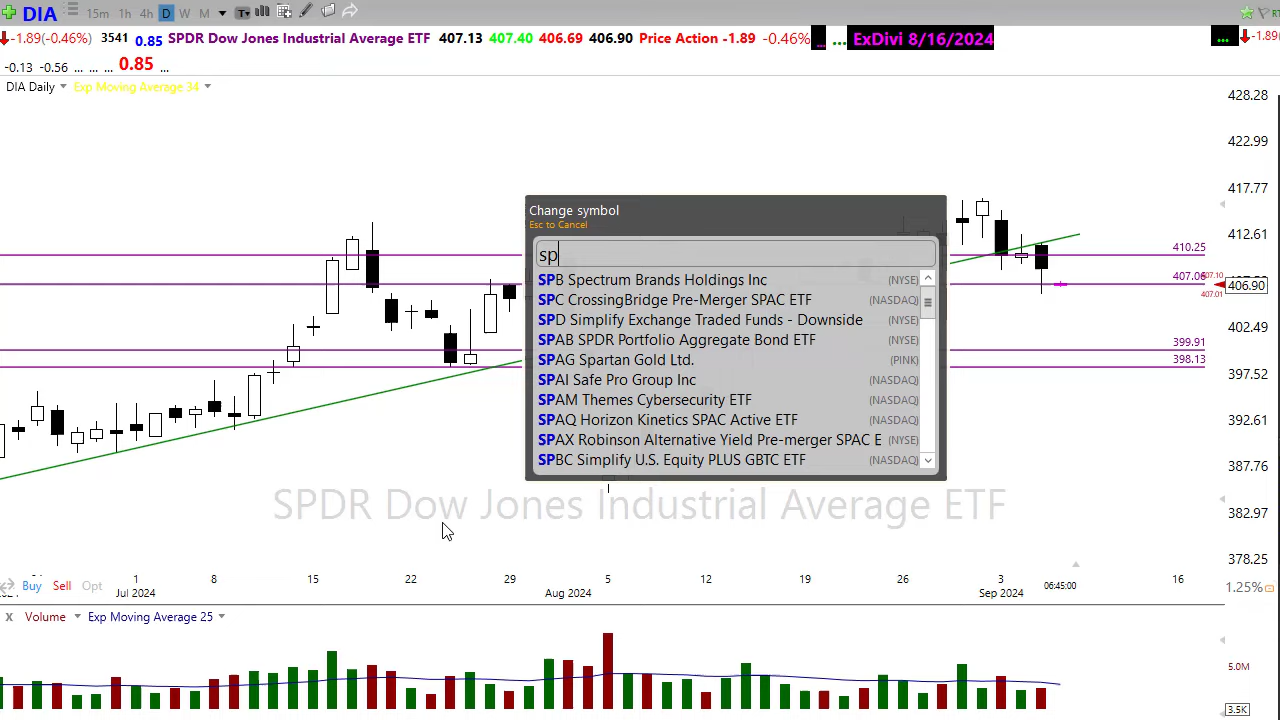 DIA 15m 1h 4h D W M T
-1.89(-0.46%) 3541 0.85 SPDR Dow Jones Industrial Average ETF 407.13 407.40 406.69 406.90 Price Action -1.89 -0.46% ... ... ExDivi 8/16/2024 ... -1.89(
-0.13 -0.56 ... ... ... 0.85 ...
DIA Daily Exp Moving Average 34
428.28
422.99
417.77
412.61
410.25
407.06
407.10
406.90
407.01
402.49
399.91
398.13
397.52
392.61
387.76
382.97
378.25
Change symbol
Esc to Cancel
sp
SPB Spectrum Brands Holdings Inc (NYSE)
SPC CrossingBridge Pre-Merger SPAC ETF (NASDAQ)
SPD Simplify Exchange Traded Funds - Downside (NYSE)
SPAB SPDR Portfolio Aggregate Bond ETF (NYSE)
SPAG Spartan Gold Ltd. (PINK)
SPAI Safe Pro Group Inc (NASDAQ)
SPAM Themes Cybersecurity ETF (NASDAQ)
SPAQ Horizon Kinetics SPAC Active ETF (NASDAQ)
SPAX Robinson Alternative Yield Pre-merger SPAC E (NYSE)
SPBC Simplify U.S. Equity PLUS GBTC ETF (NASDAQ)
SPDR Dow Jones Industrial Average ETF
1 8 15 22 29 5 12 19 26 3 06:45:00 16
Buy Sell Opt
Jul 2024 Aug 2024 Sep 2024
1.25%
X Volume Exp Moving Average 25
5.0M
3.5K